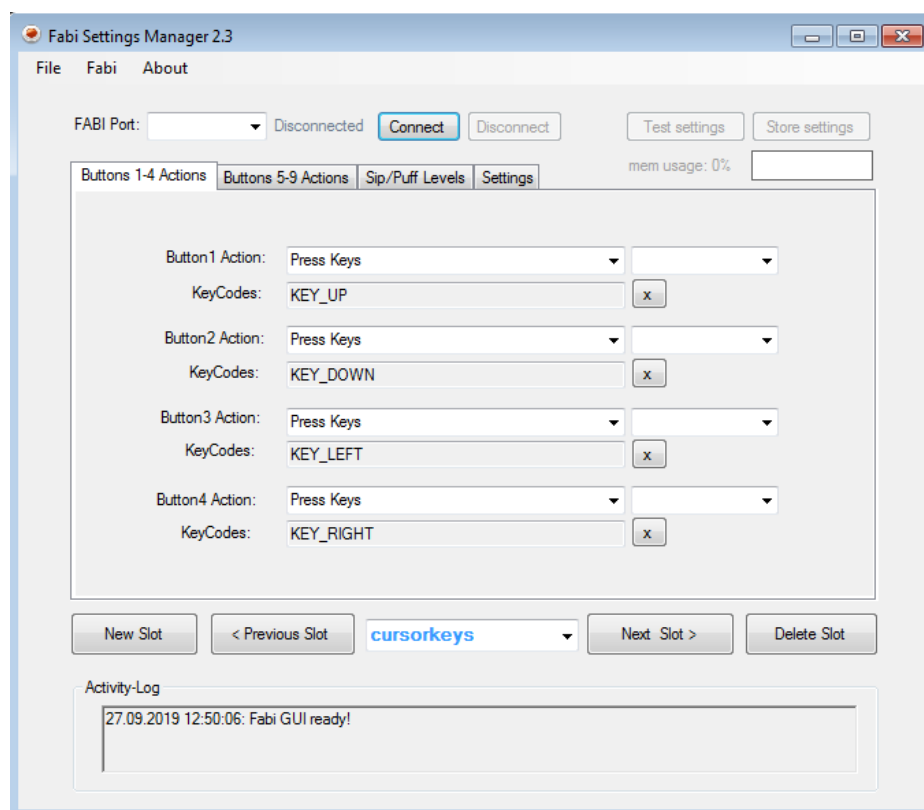 Fabi Settings Manager 2.3
File Fabi About
FABI Port: Disconnected Connect Disconnect Test settings Store settings
mem usage: 0%
Buttons 1-4 Actions Buttons 5-9 Actions Sip/Puff Levels Settings
Button1 Action: Press Keys
KeyCodes: KEY_UP x
Button2 Action: Press Keys
KeyCodes: KEY_DOWN x
Button3 Action: Press Keys
KeyCodes: KEY_LEFT x
Button4 Action: Press Keys
KeyCodes: KEY_RIGHT x
New Slot < Previous Slot cursorkeys Next Slot > Delete Slot
Activity-Log
27.09.2019 12:50:06: Fabi GUI ready!